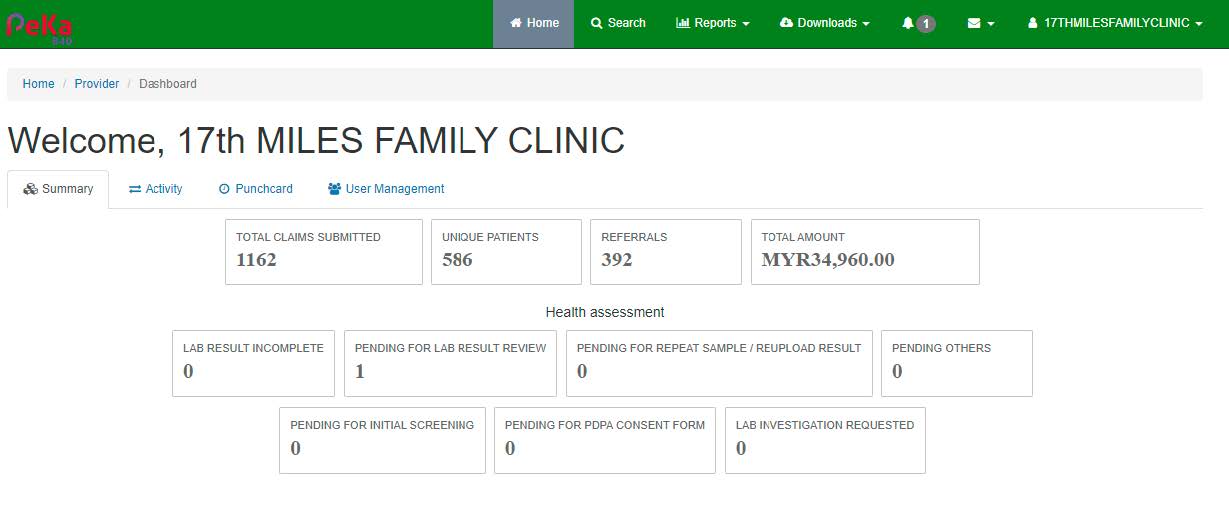 PeKa
B40
Home
Search
Reports
Downloads
1
17THMILESFAMILYCLINIC
Home / Provider / Dashboard
Welcome, 17th MILES FAMILY CLINIC
Summary
Activity
Punchcard
User Management
TOTAL CLAIMS SUBMITTED
1162
UNIQUE PATIENTS
586
REFERRALS
392
TOTAL AMOUNT
MYR34,960.00
Health assessment
LAB RESULT INCOMPLETE
0
PENDING FOR LAB RESULT REVIEW
1
PENDING FOR REPEAT SAMPLE / REUPLOAD RESULT
0
PENDING OTHERS
0
PENDING FOR INITIAL SCREENING
0
PENDING FOR PDPA CONSENT FORM
0
LAB INVESTIGATION REQUESTED
0